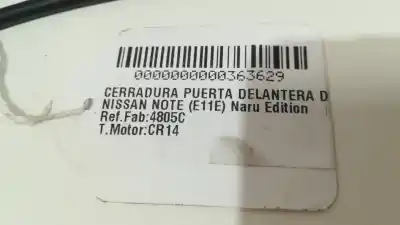 0000000000363629
CERRADURA PUERTA DELANTERA D
NISSAN NOTE (E11E) Naru Edition
Ref.Fab:4805C
T.Motor:CR14